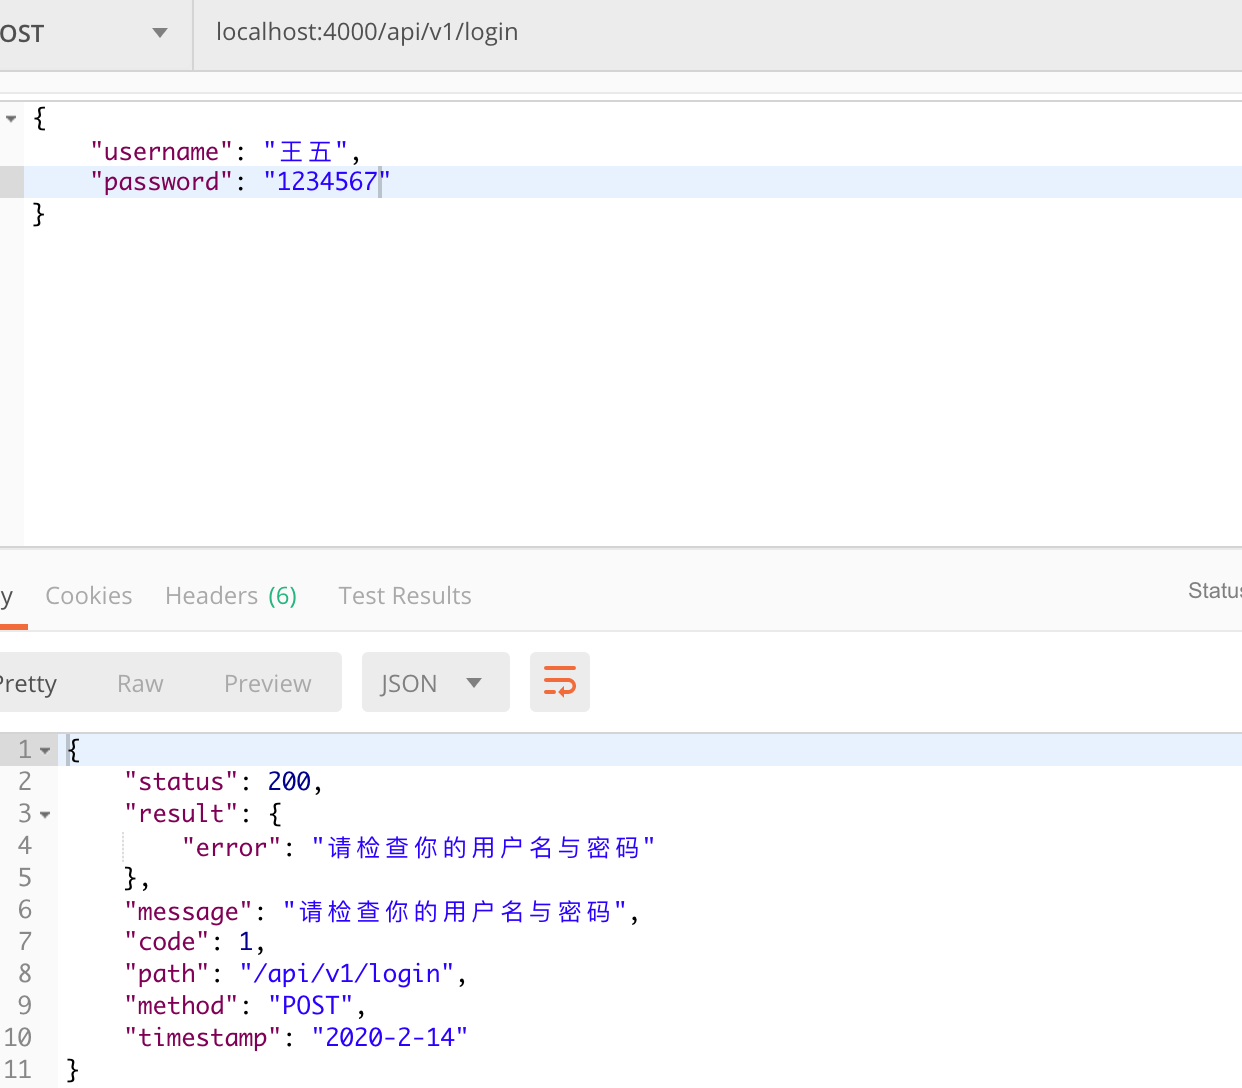 OST
localhost:4000/api/v1/login
{
"username": "王五",
"password": "1234567"
}
y Cookies Headers (6) Test Results Status
Pretty Raw Preview JSON
1 {
2 "status": 200,
3 "result": {
4 "error": "请检查你的用户名与密码"
5 },
6 "message": "请检查你的用户名与密码",
7 "code": 1,
8 "path": "/api/v1/login",
9 "method": "POST",
10 "timestamp": "2020-2-14"
11 }